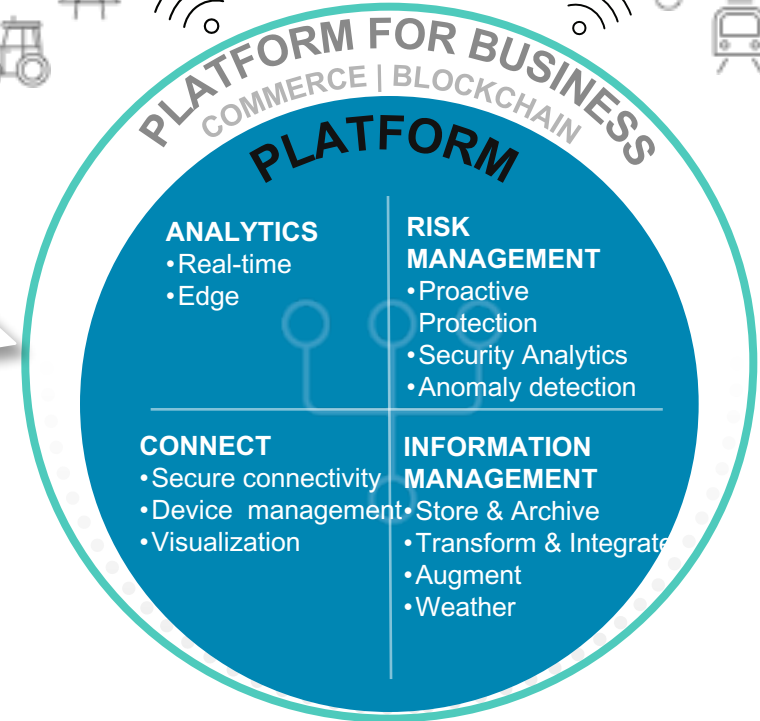 PLATFORM FOR BUSINESS
COMMERCE | BLOCKCHAIN
PLATFORM
ANALYTICS
•Real-time
•Edge
RISK
MANAGEMENT
•Proactive
Protection
•Security Analytics
•Anomaly detection
CONNECT
•Secure connectivity
•Device management
•Visualization
INFORMATION
MANAGEMENT
•Store & Archive
•Transform & Integrate
•Augment
•Weather